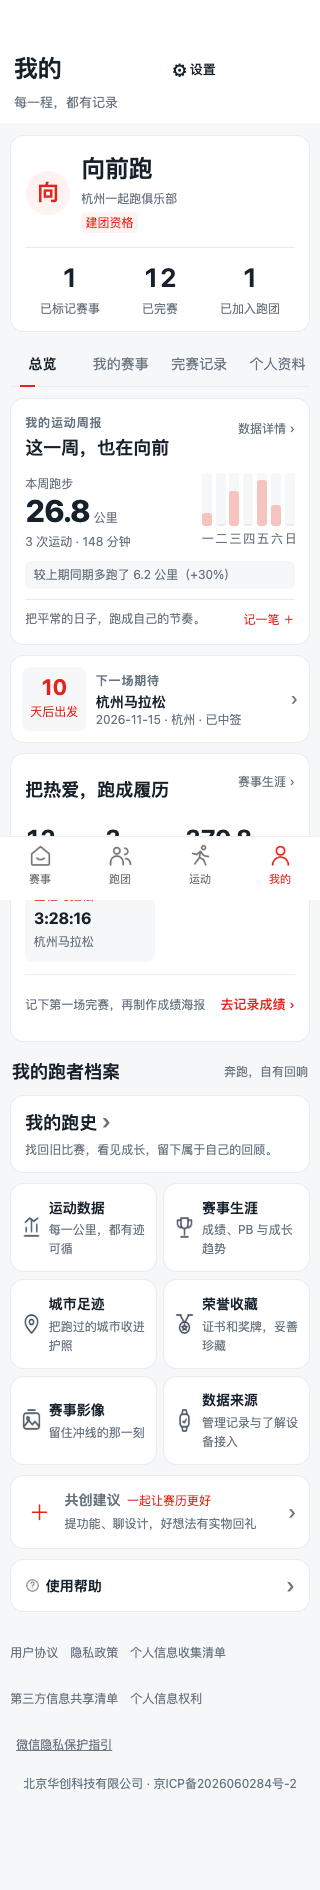 我的
设置
每一程，都有记录
向
向前跑
杭州一起跑俱乐部
建团资格
1 12 1
已标记赛事 已完赛 已加入跑团
总览 我的赛事 完赛记录 个人资料
我的运动周报
数据详情 ›
这一周，也在向前
本周跑步
26.8 公里
3 次运动 · 148 分钟
一二三四五六日
较上期同期多跑了 6.2 公里（+30%）
把平常的日子，跑成自己的节奏。
记一笔 ＋
10
天后出发
下一场期待
杭州马拉松
2026-11-15 · 杭州 · 已中签
›
把热爱，跑成履历
赛事生涯 ›
赛事 跑团 运动 我的
3:28:16
杭州马拉松
记下第一场完赛，再制作成绩海报
去记录成绩 ›
我的跑者档案
奔跑，自有回响
我的跑史 ›
找回旧比赛，看见成长，留下属于自己的回顾。
运动数据
每一公里，都有迹
可循
赛事生涯
成绩、PB 与成长
趋势
城市足迹
把跑过的城市收进
护照
荣誉收藏
证书和奖牌，妥善
珍藏
赛事影像
留住冲线的那一刻
数据来源
管理记录与了解设
备接入
共创建议 一起让赛历更好
提功能、聊设计，好想法有实物回礼
›
使用帮助
›
用户协议 隐私政策 个人信息收集清单
第三方信息共享清单 个人信息权利
微信隐私保护指引
北京华创科技有限公司 · 京ICP备2026060284号-2